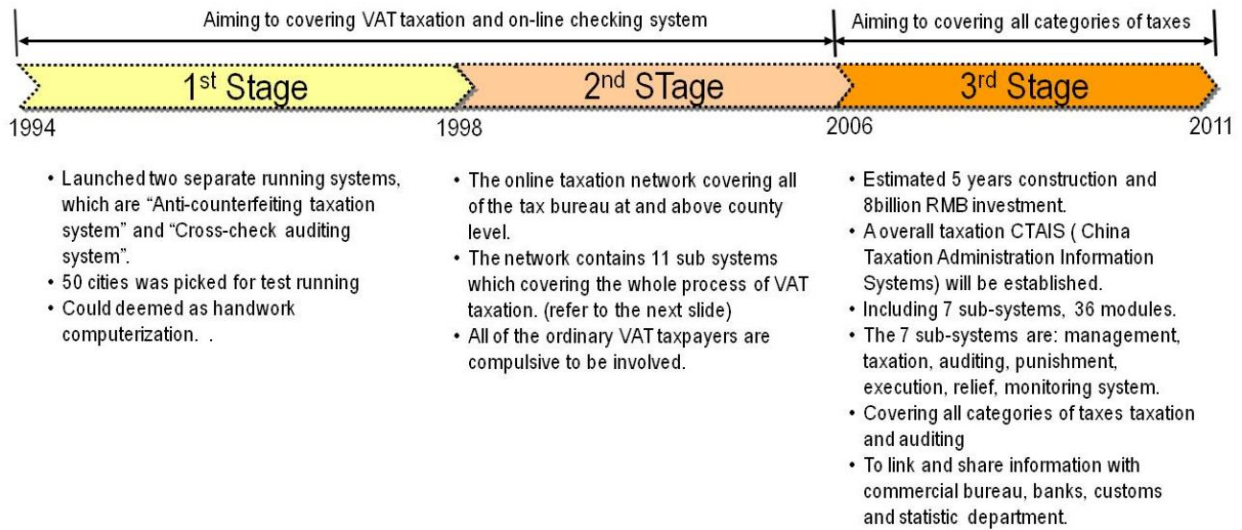 Aiming to covering VAT taxation and on-line checking system
Aiming to covering all categories of taxes
1st Stage
2nd STage
3rd Stage
1994
1998
2006
2011
• Launched two separate running systems,
which are “Anti-counterfeiting taxation
system” and “Cross-check auditing
system”.
• 50 cities was picked for test running
• Could deemed as handwork
computerization. .
• The online taxation network covering all
of the tax bureau at and above county
level.
• The network contains 11 sub systems
which covering the whole process of VAT
taxation. (refer to the next slide)
• All of the ordinary VAT taxpayers are
compulsive to be involved.
• Estimated 5 years construction and
8billion RMB investment.
• A overall taxation CTAIS ( China
Taxation Administration Information
Systems) will be established.
• Including 7 sub-systems, 36 modules.
• The 7 sub-systems are: management,
taxation, auditing, punishment,
execution, relief, monitoring system.
• Covering all categories of taxes taxation
and auditing
• To link and share information with
commercial bureau, banks, customs
and statistic department.